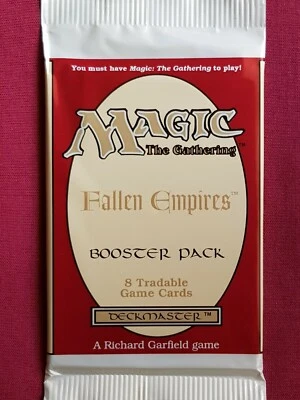 You must have Magic: The Gathering to play!
MAGIC
The Gathering™
Fallen Empires™
BOOSTER PACK
8 Tradable
Game Cards
DECKMASTER™
A Richard Garfield game